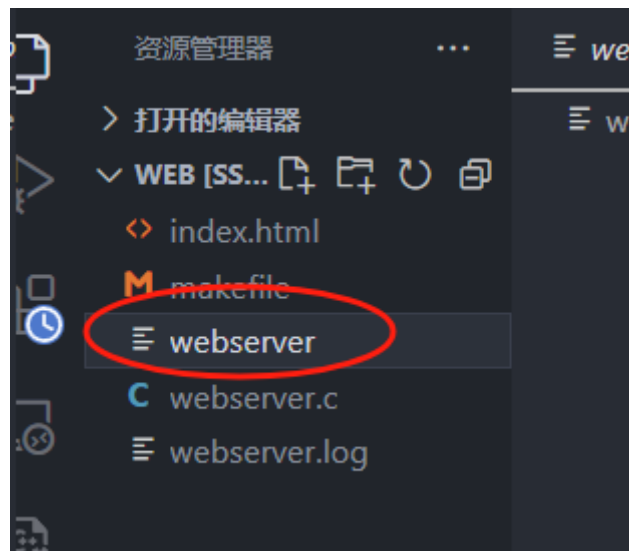 资源管理器 ...
we
打开的编辑器
w
WEB [SS...
index.html
M makefile
webserver
C webserver.c
webserver.log